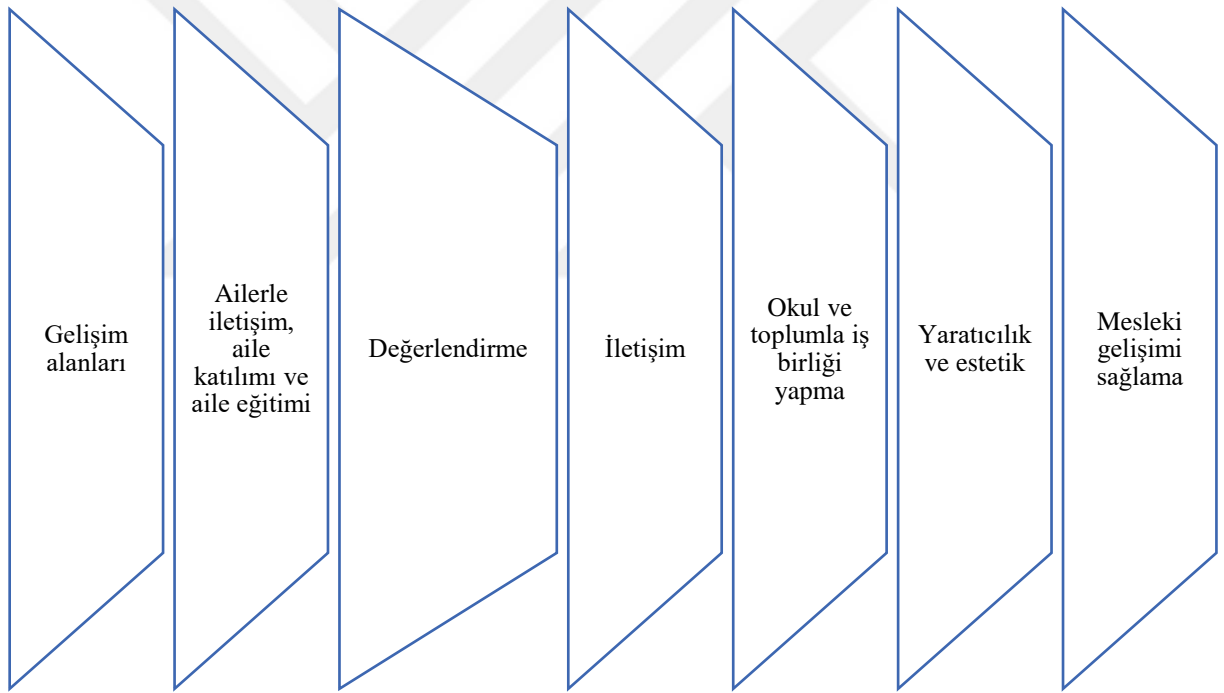 Gelişim
alanları
Ailerle
iletişim,
aile
katılımı ve
aile eğitimi
Değerlendirme
İletişim
Okul ve
toplumla iş
birliği
yapma
Yaratıcılık
ve estetik
Mesleki
gelişimi
sağlama